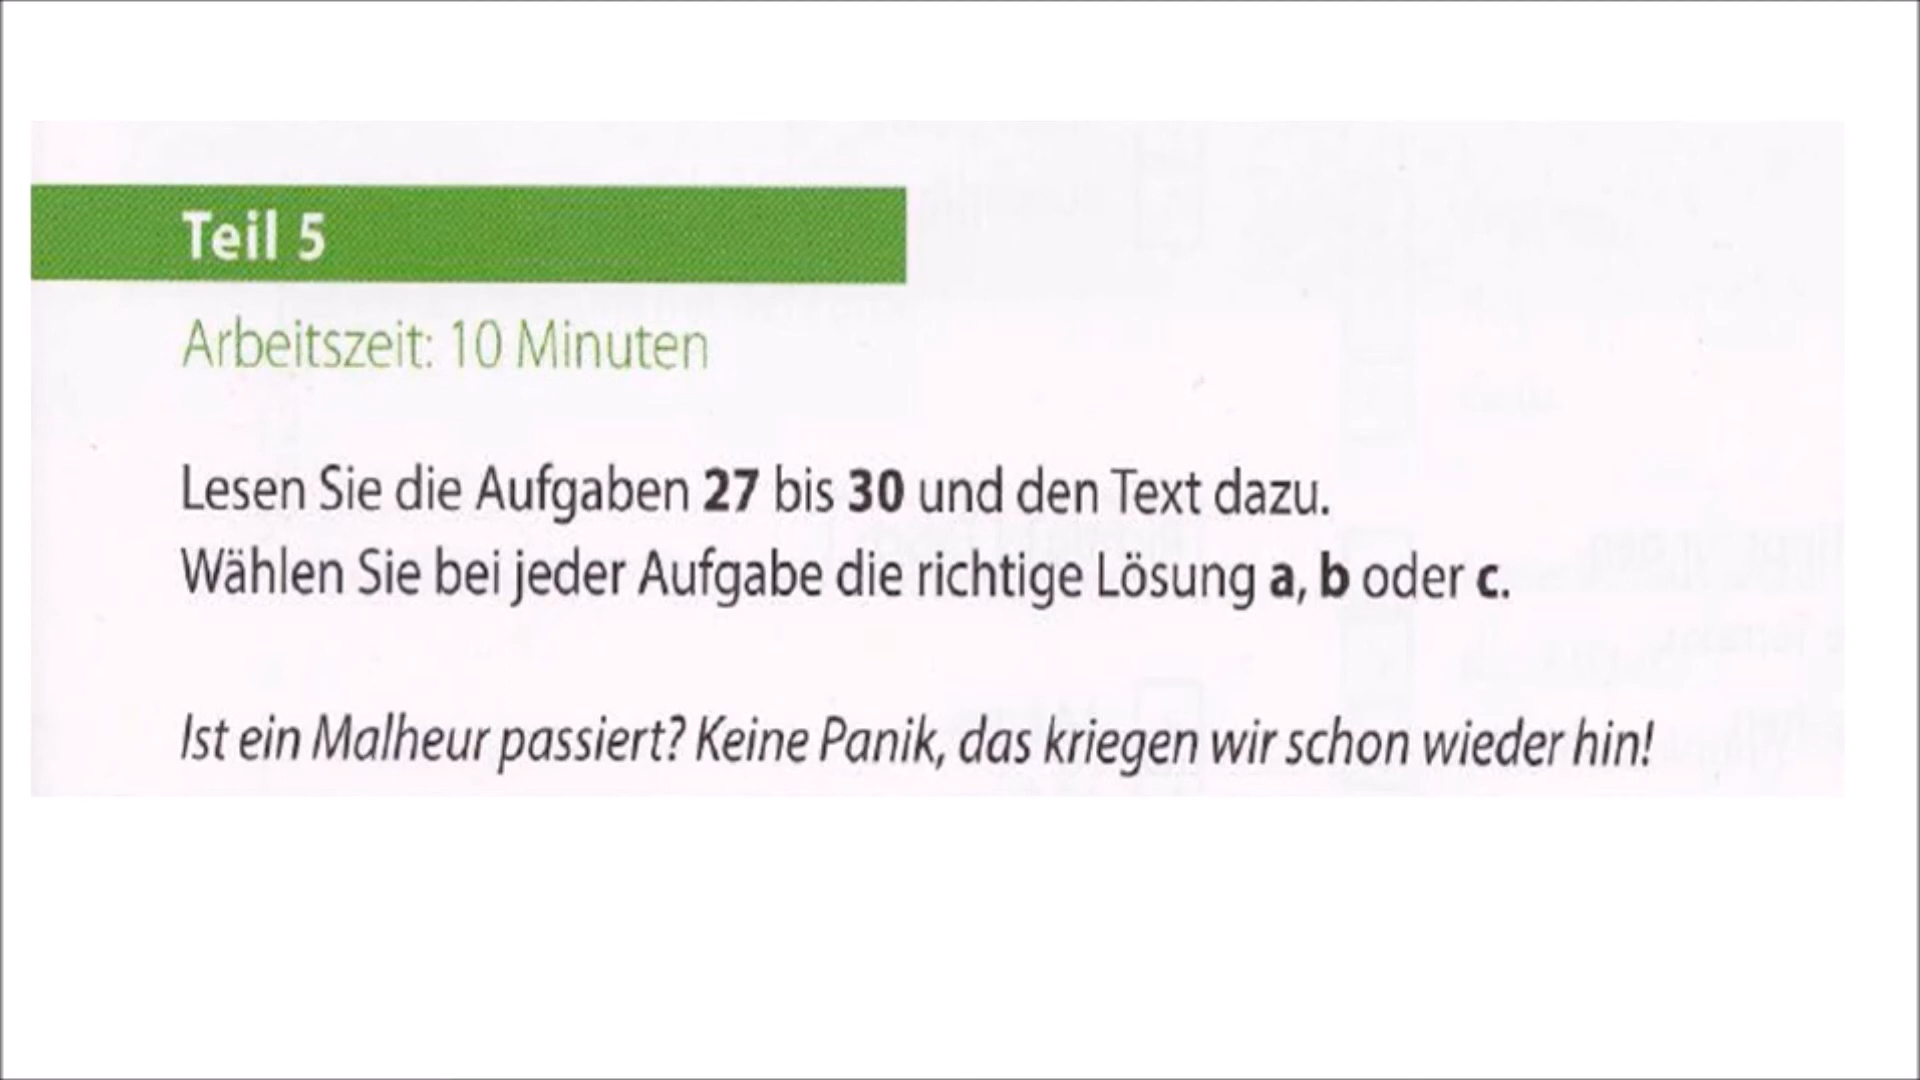 Teil 5
Arbeitszeit: 10 Minuten
Lesen Sie die Aufgaben 27 bis 30 und den Text dazu.
Wählen Sie bei jeder Aufgabe die richtige Lösung a, b oder c.
Ist ein Malheur passiert? Keine Panik, das kriegen wir schon wieder hin!